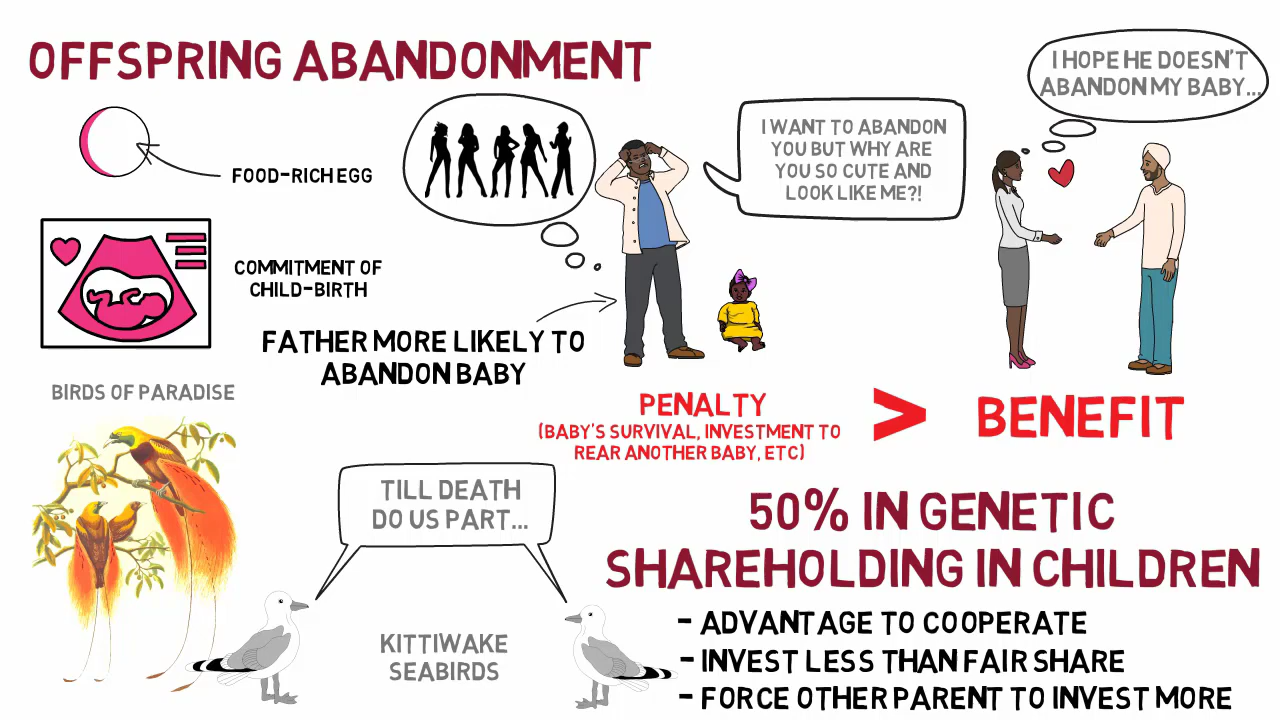 OFFSPRING ABANDONMENT
FOOD-RICH EGG
COMMITMENT OF
CHILD-BIRTH
FATHER MORE LIKELY TO
ABANDON BABY
I WANT TO ABANDON
YOU BUT WHY ARE
YOU SO CUTE AND
LOOK LIKE ME?!
I HOPE HE DOESN'T
ABANDON MY BABY...
PENALTY
(BABY'S SURVIVAL, INVESTMENT TO
REAR ANOTHER BABY, ETC)
>
BENEFIT
BIRDS OF PARADISE
TILL DEATH
DO US PART...
KITTIWAKE
SEABIRDS
50% IN GENETIC
SHAREHOLDING IN CHILDREN
- ADVANTAGE TO COOPERATE
- INVEST LESS THAN FAIR SHARE
- FORCE OTHER PARENT TO INVEST MORE